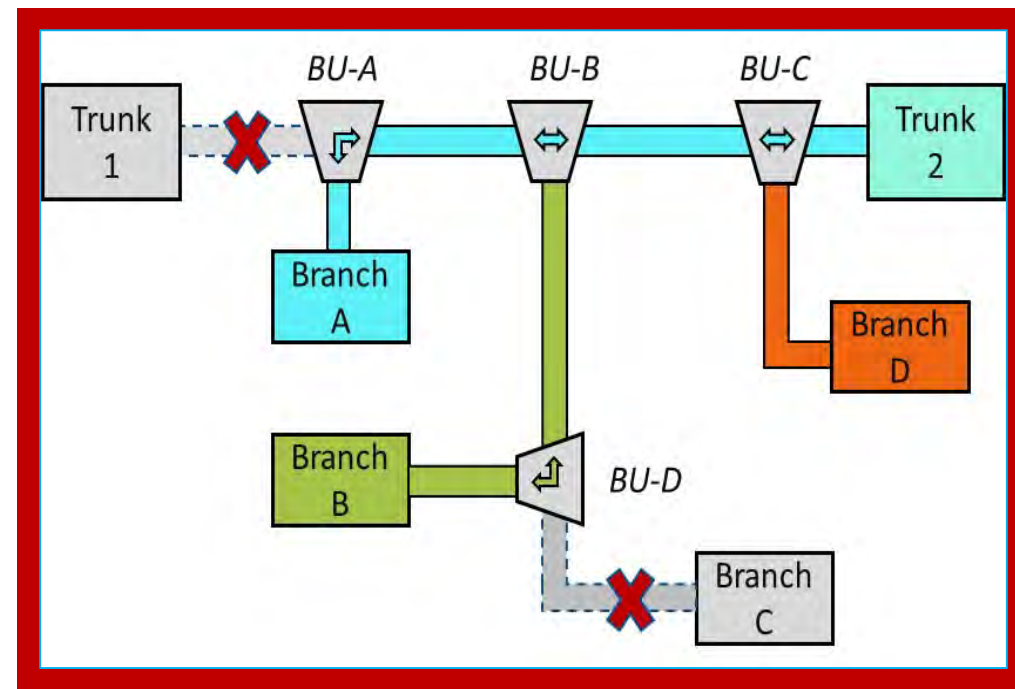 BU-A
BU-B
BU-C
Trunk
1
Trunk
2
Branch
A
Branch
D
Branch
B
BU-D
Branch
C